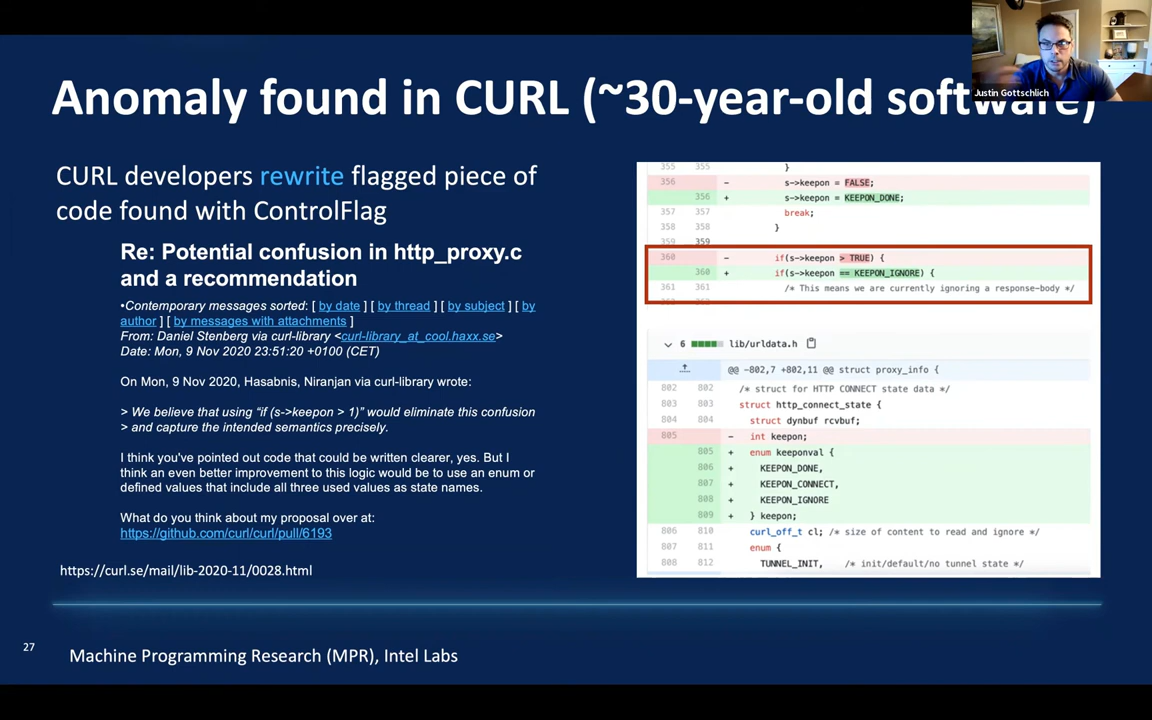 Justin Gottschlich
Anomaly found in CURL (~30-year-old software)
CURL developers rewrite flagged piece of
code found with ControlFlag
Re: Potential confusion in http_proxy.c
and a recommendation
•Contemporary messages sorted: [ by date ] [ by thread ] [ by subject ] [ by
author ] [ by messages with attachments ]
From: Daniel Stenberg via curl-library <curl-library_at_cool.haxx.se>
Date: Mon, 9 Nov 2020 23:51:20 +0100 (CET)
On Mon, 9 Nov 2020, Hasabnis, Niranjan via curl-library wrote:
> We believe that using “if (s->keepon > 1)” would eliminate this confusion
> and capture the intended semantics precisely.
I think you've pointed out code that could be written clearer, yes. But I
think an even better improvement to this logic would be to use an enum or
defined values that include all three used values as state names.
What do you think about my proposal over at:
https://github.com/curl/curl/pull/6193
https://curl.se/mail/lib-2020-11/0028.html
355 355 }
356 - s->keepon = FALSE;
356 + s->keepon = KEEPON_DONE;
357 357 break;
358 358 }
359 359
360 - if(s->keepon > TRUE) {
360 + if(s->keepon == KEEPON_IGNORE) {
361 361 /* This means we are currently ignoring a response-body */
6 lib/urldata.h
@@ -802,7 +802,11 @@ struct proxy_info {
802 802 /* struct for HTTP CONNECT state data */
803 803 struct http_connect_state {
804 804 struct dynbuf rcvbuf;
805 - int keepon;
805 + enum keeponval {
806 + KEEPON_DONE,
807 + KEEPON_CONNECT,
808 + KEEPON_IGNORE
809 + } keepon;
806 810 curl_off_t cl; /* size of content to read and ignore */
807 811 enum {
808 812 TUNNEL_INIT, /* init/default/no tunnel state */
27
Machine Programming Research (MPR), Intel Labs